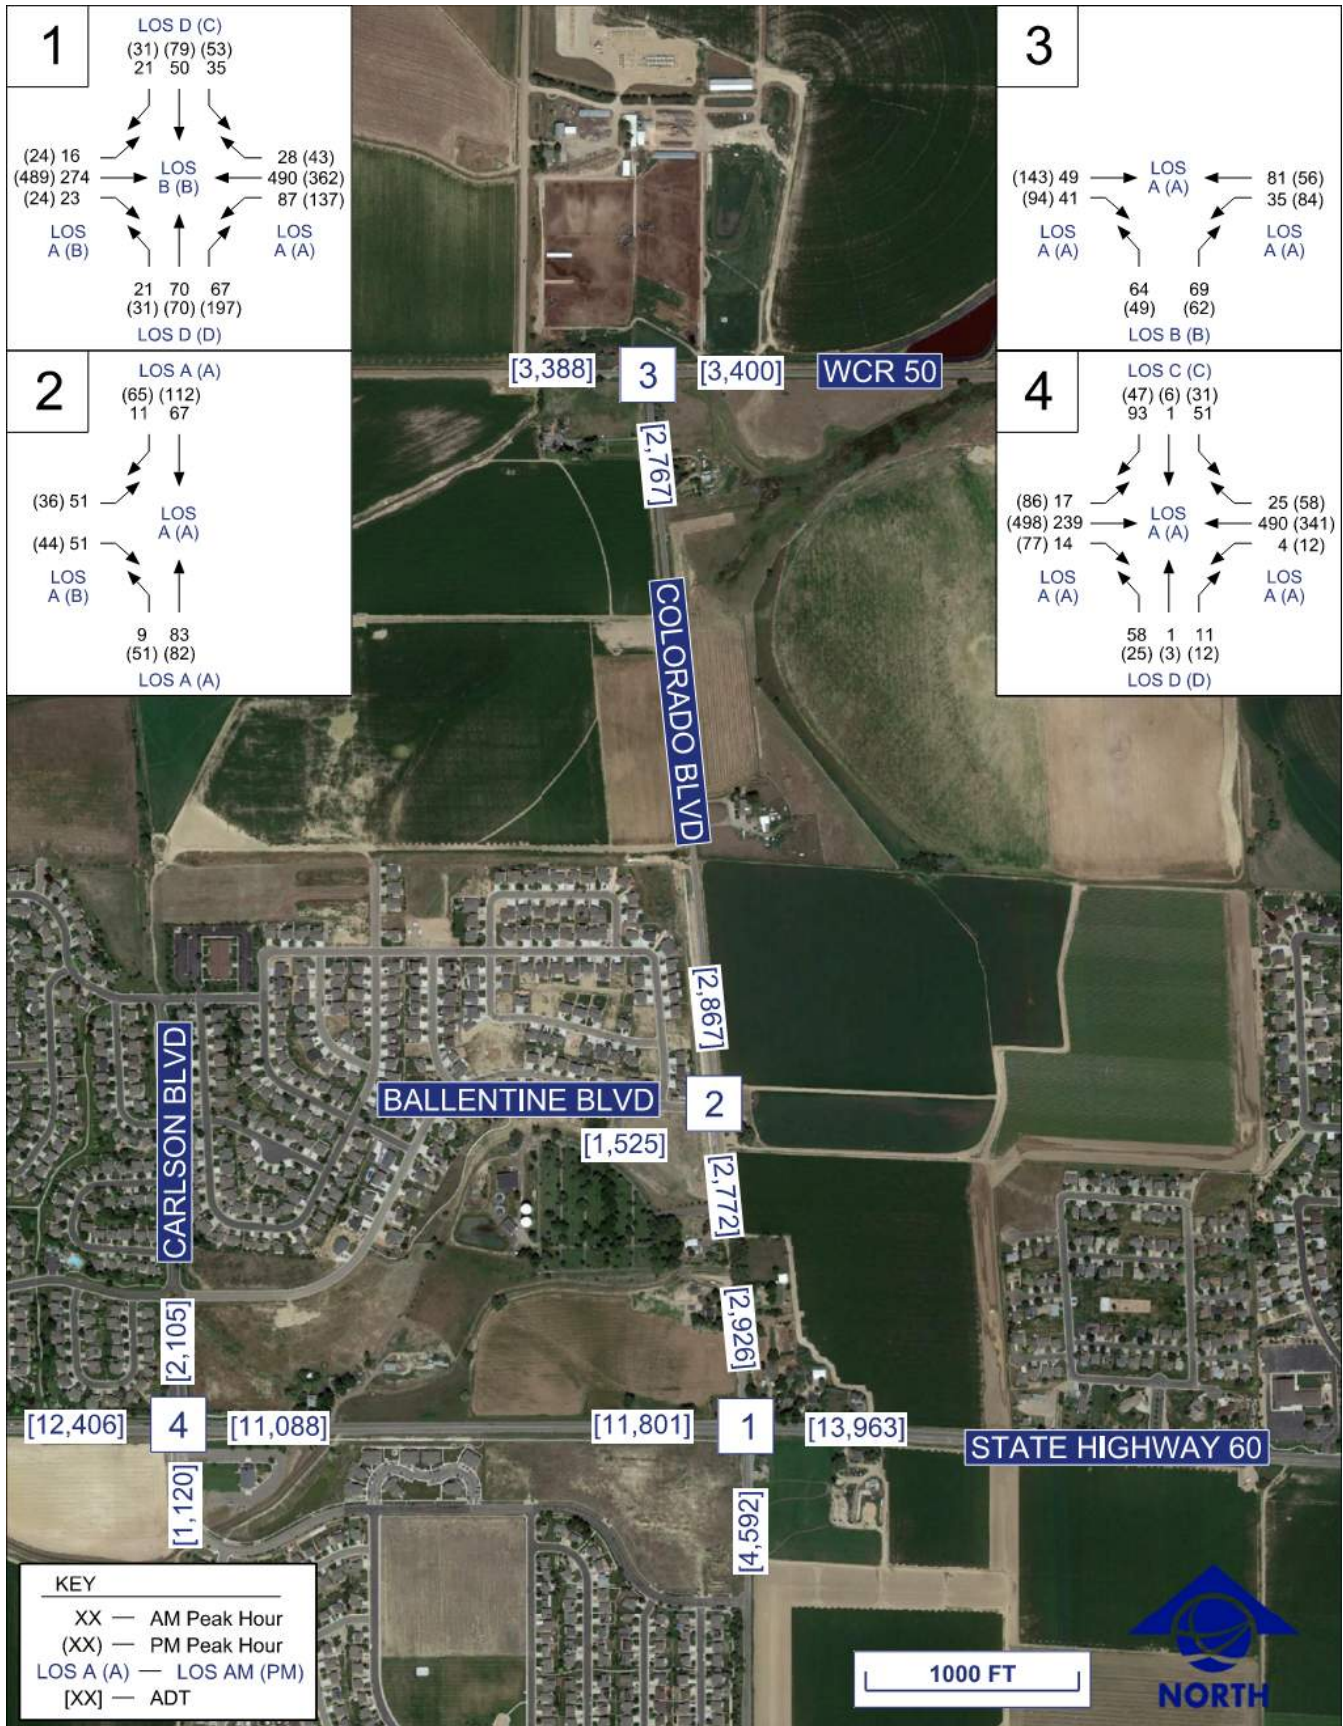 1
LOS D (C)
(31) (79) (53)
21 50 35
(24) 16
(489) 274
(24) 23
LOS
B (B)
28 (43)
490 (362)
87 (137)
LOS
A (B)
LOS
A (A)
21 70 67
(31) (70) (197)
LOS D (D)
2
LOS A (A)
(65) (112)
11 67
(36) 51
LOS
A (A)
(44) 51
LOS
A (B)
9 83
(51) (82)
LOS A (A)
3
(143) 49
(94) 41
LOS
A (A)
81 (56)
35 (84)
LOS
A (A)
LOS
A (A)
64 69
(49) (62)
LOS B (B)
4
LOS C (C)
(47) (6) (31)
93 1 51
(86) 17
(498) 239
(77) 14
LOS
A (A)
25 (58)
490 (341)
4 (12)
LOS
A (A)
LOS
A (A)
58 1 11
(25) (3) (12)
LOS D (D)
[3,388] 3 [3,400] WCR 50
[2,767]
COLORADO BLVD
[2,867]
CARLSON BLVD
BALLENTINE BLVD 2
[1,525]
[2,772]
[2,926]
[2,105]
[12,406] 4 [11,088] [11,801] 1 [13,963] STATE HIGHWAY 60
[1,120]
[4,592]
KEY
XX — AM Peak Hour
(XX) — PM Peak Hour
LOS A (A) — LOS AM (PM)
[XX] — ADT
1000 FT
NORTH